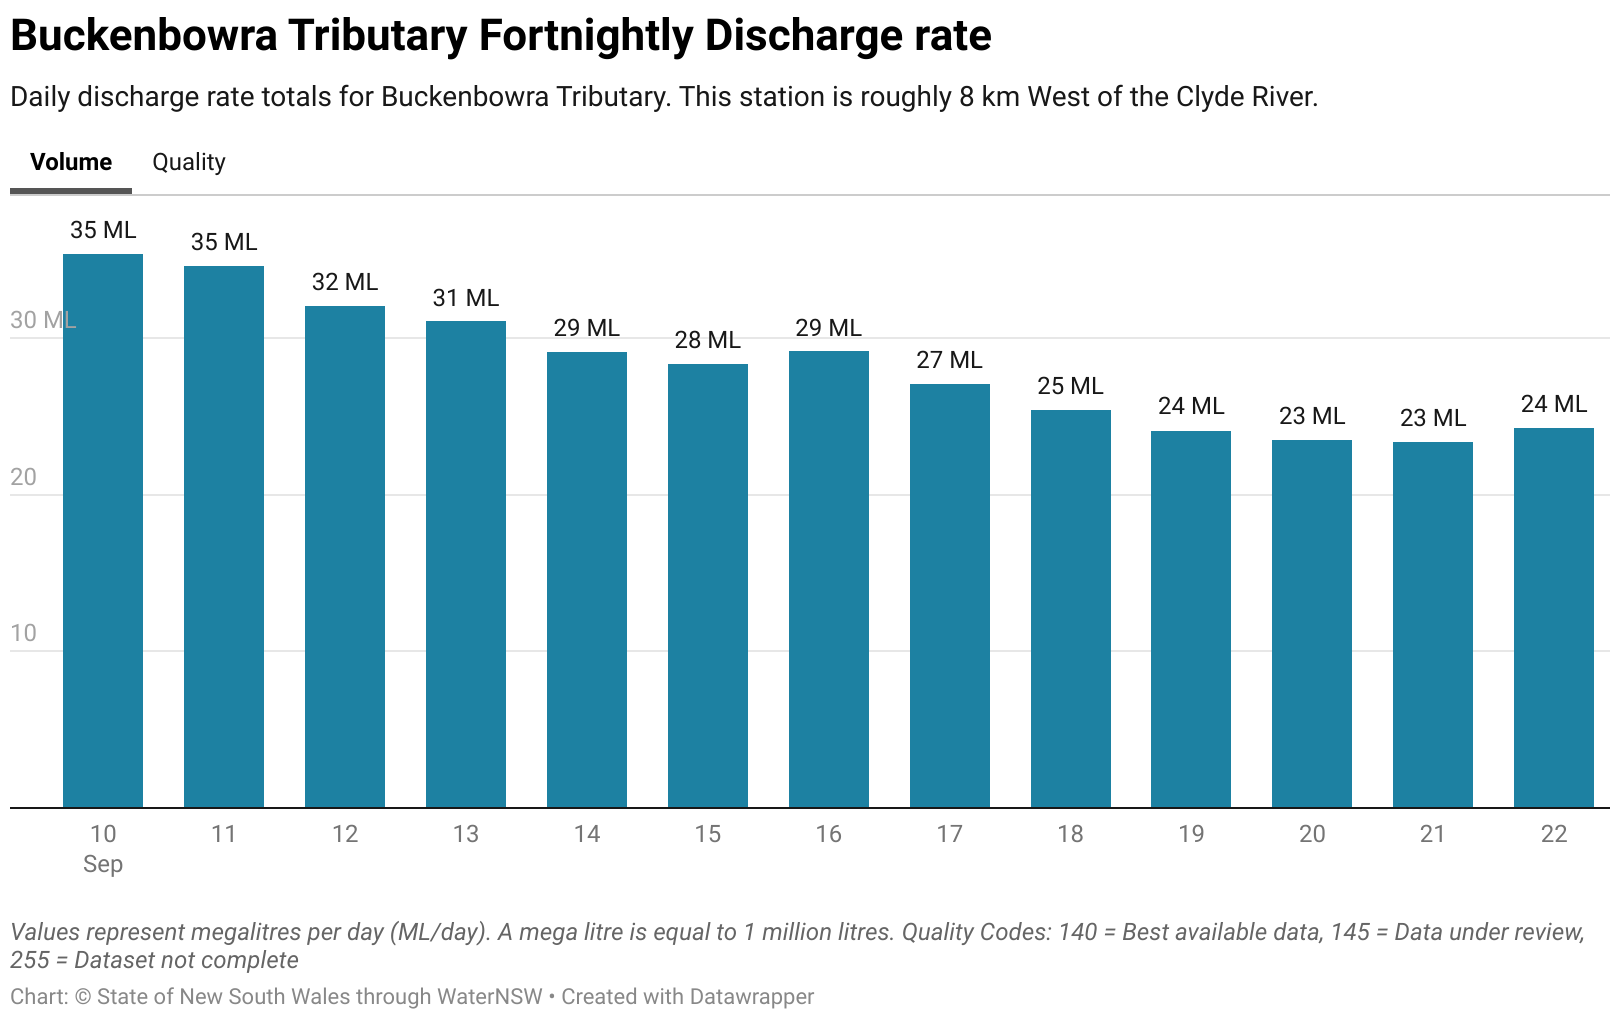 Buckenbowra Tributary Fortnightly Discharge rate
Daily discharge rate totals for Buckenbowra Tributary. This station is roughly 8 km West of the Clyde River.
Volume Quality
35 ML 35 ML 32 ML 31 ML 29 ML 28 ML 29 ML 27 ML 25 ML 24 ML 23 ML 23 ML 24 ML
30 ML
20
10
10 11 12 13 14 15 16 17 18 19 20 21 22
Sep
Values represent megalitres per day (ML/day). A mega litre is equal to 1 million litres. Quality Codes: 140 = Best available data, 145 = Data under review,
255 = Dataset not complete
Chart: © State of New South Wales through WaterNSW • Created with Datawrapper